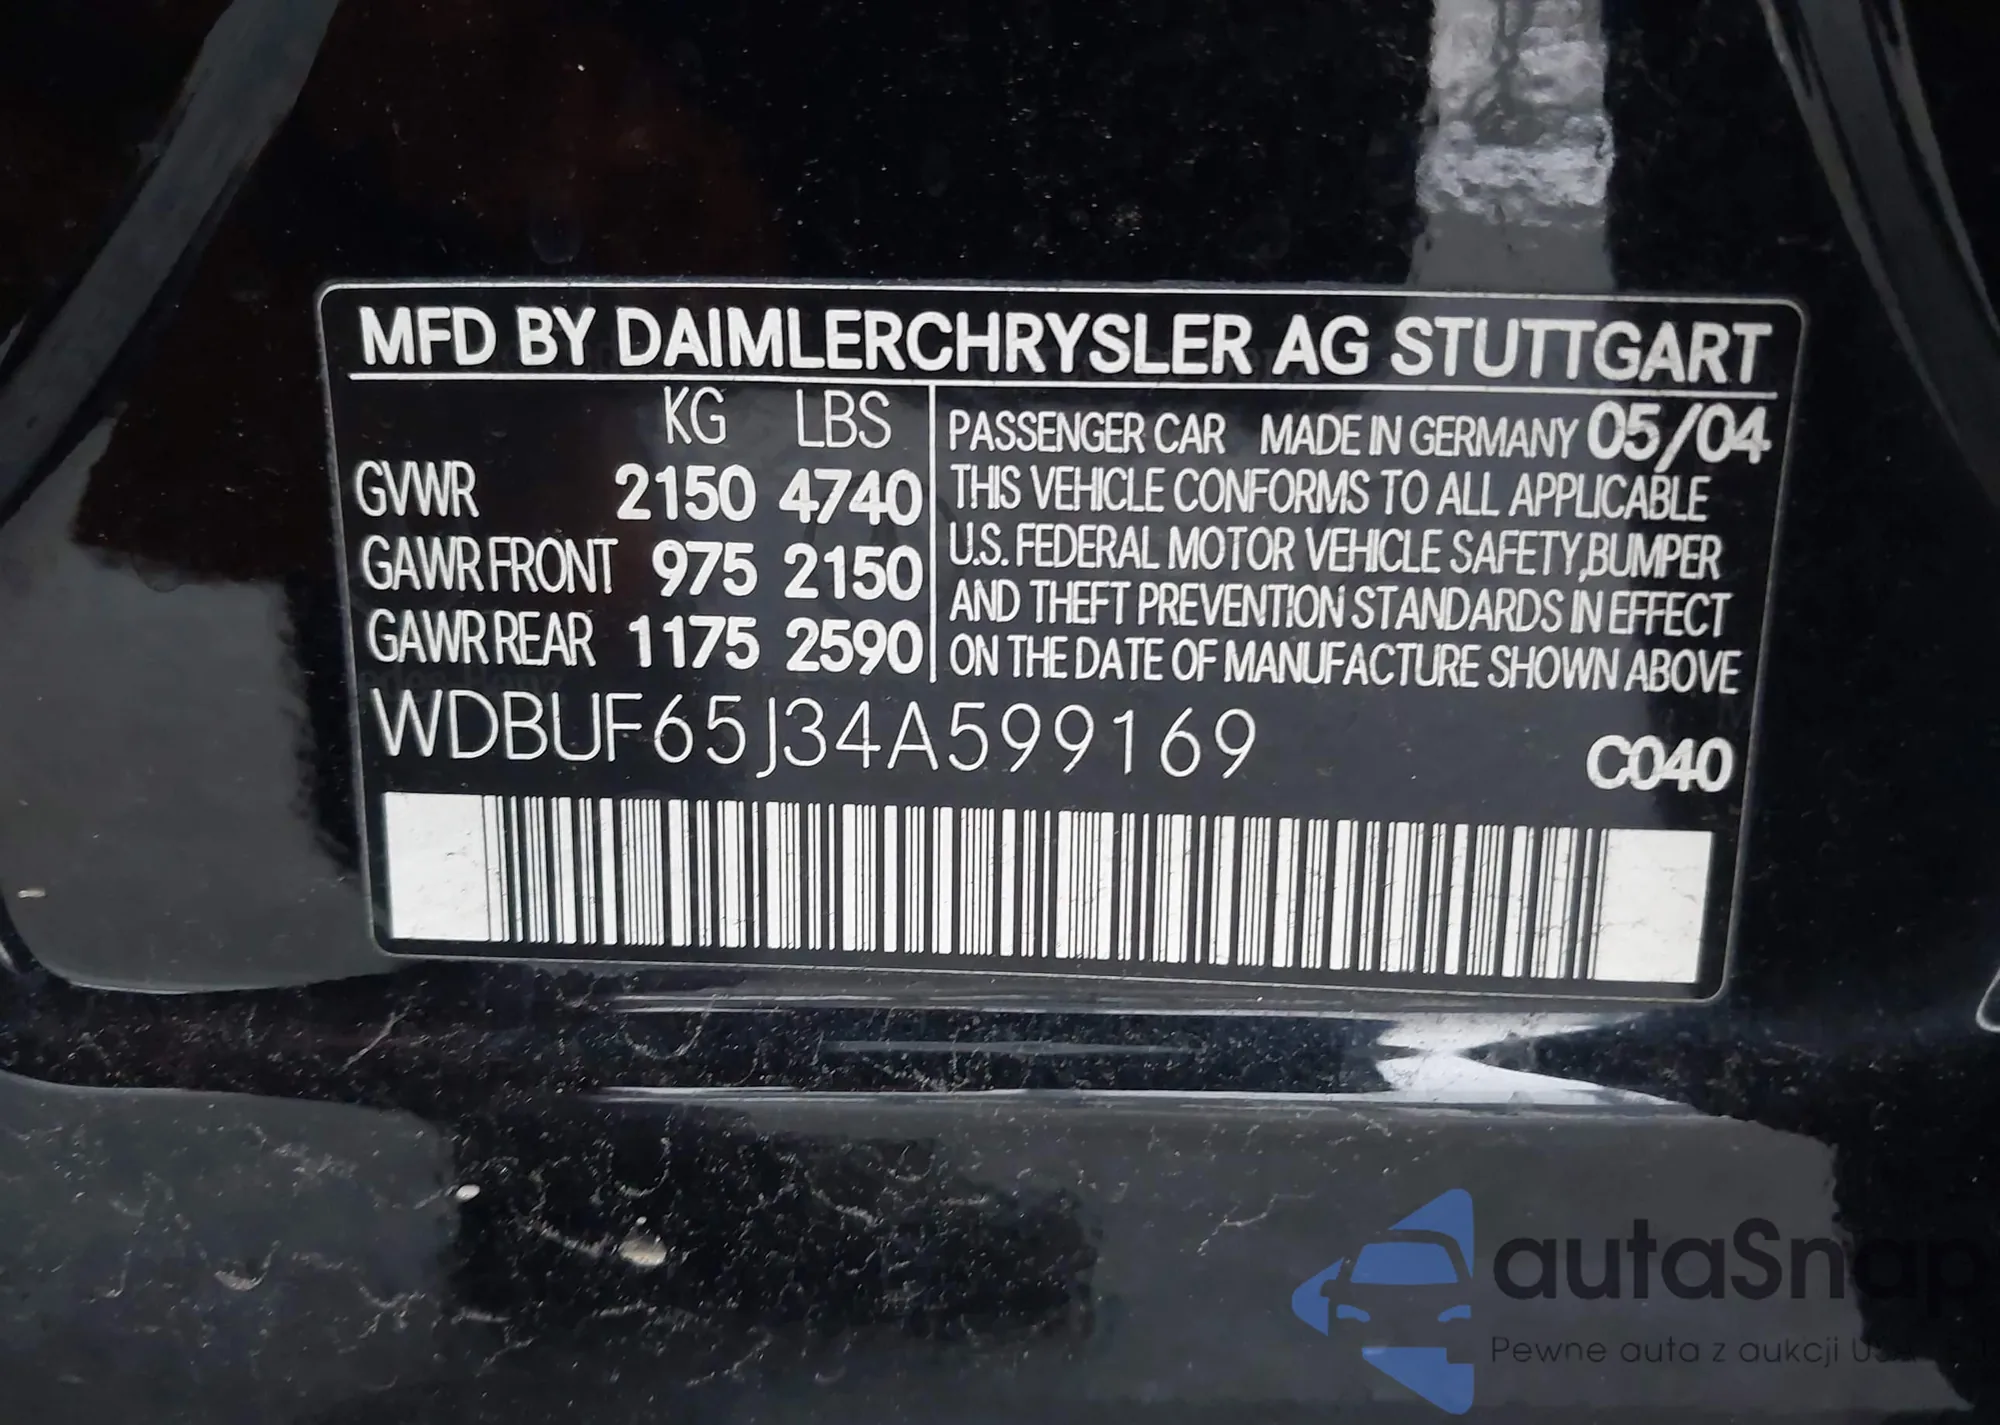 MFD BY DAIMLERCHRYSLER AG STUTTGART
KG LBS
GVWR 2150 4740
GAWR FRONT 975 2150
GAWR REAR 1175 2590
PASSENGER CAR MADE IN GERMANY 05/04
THIS VEHICLE CONFORMS TO ALL APPLICABLE
U.S. FEDERAL MOTOR VEHICLE SAFETY, BUMPER
AND THEFT PREVENTION STANDARDS IN EFFECT
ON THE DATE OF MANUFACTURE SHOWN ABOVE
WDBUF65J34A599169
C040
autaSnap
Pewne auta z aukcji